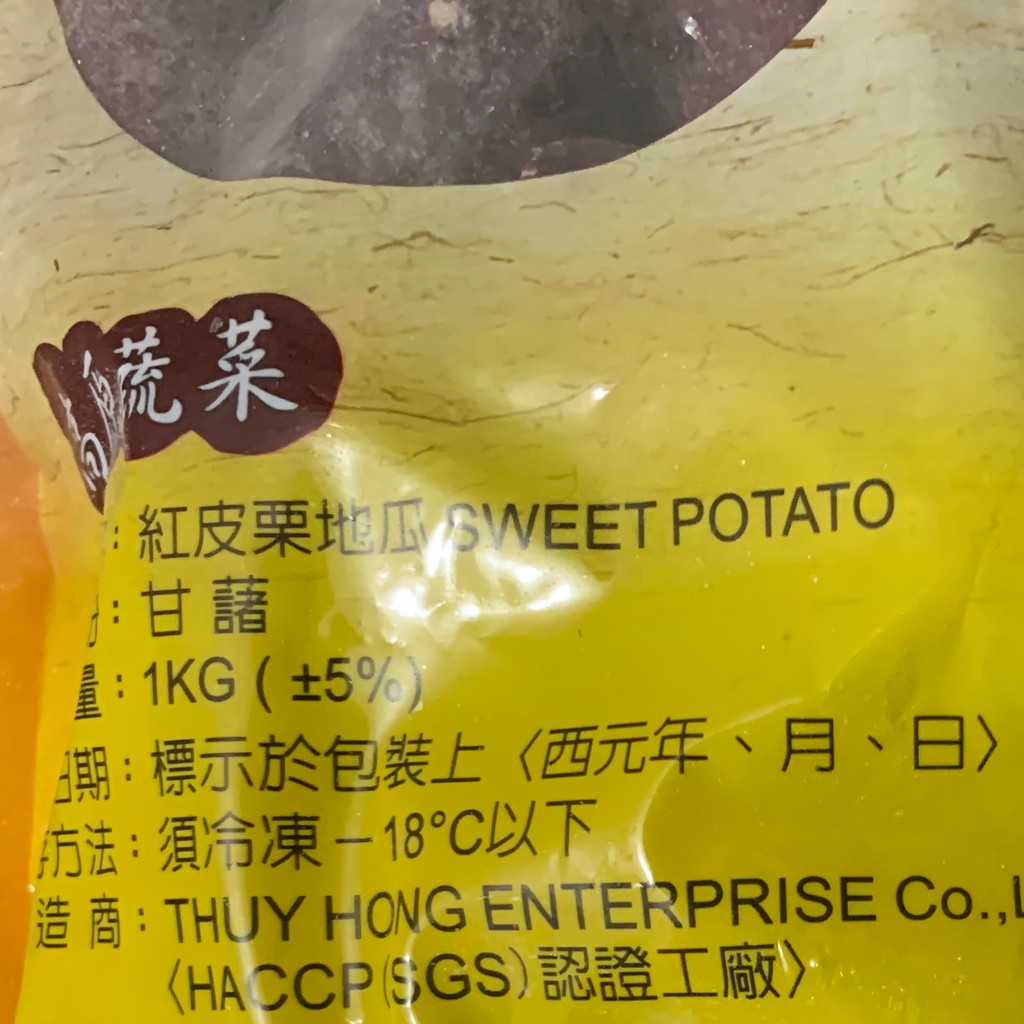 蔬菜
: 紅皮栗地瓜 SWEET POTATO
: 甘藷
量 : 1KG ( ±5%)
日期 : 標示於包裝上〈西元年、月、日〉
方法 : 須冷凍－18°C以下
造商 : THUY HONG ENTERPRISE Co.,
〈HACCP(SGS)認證工廠〉